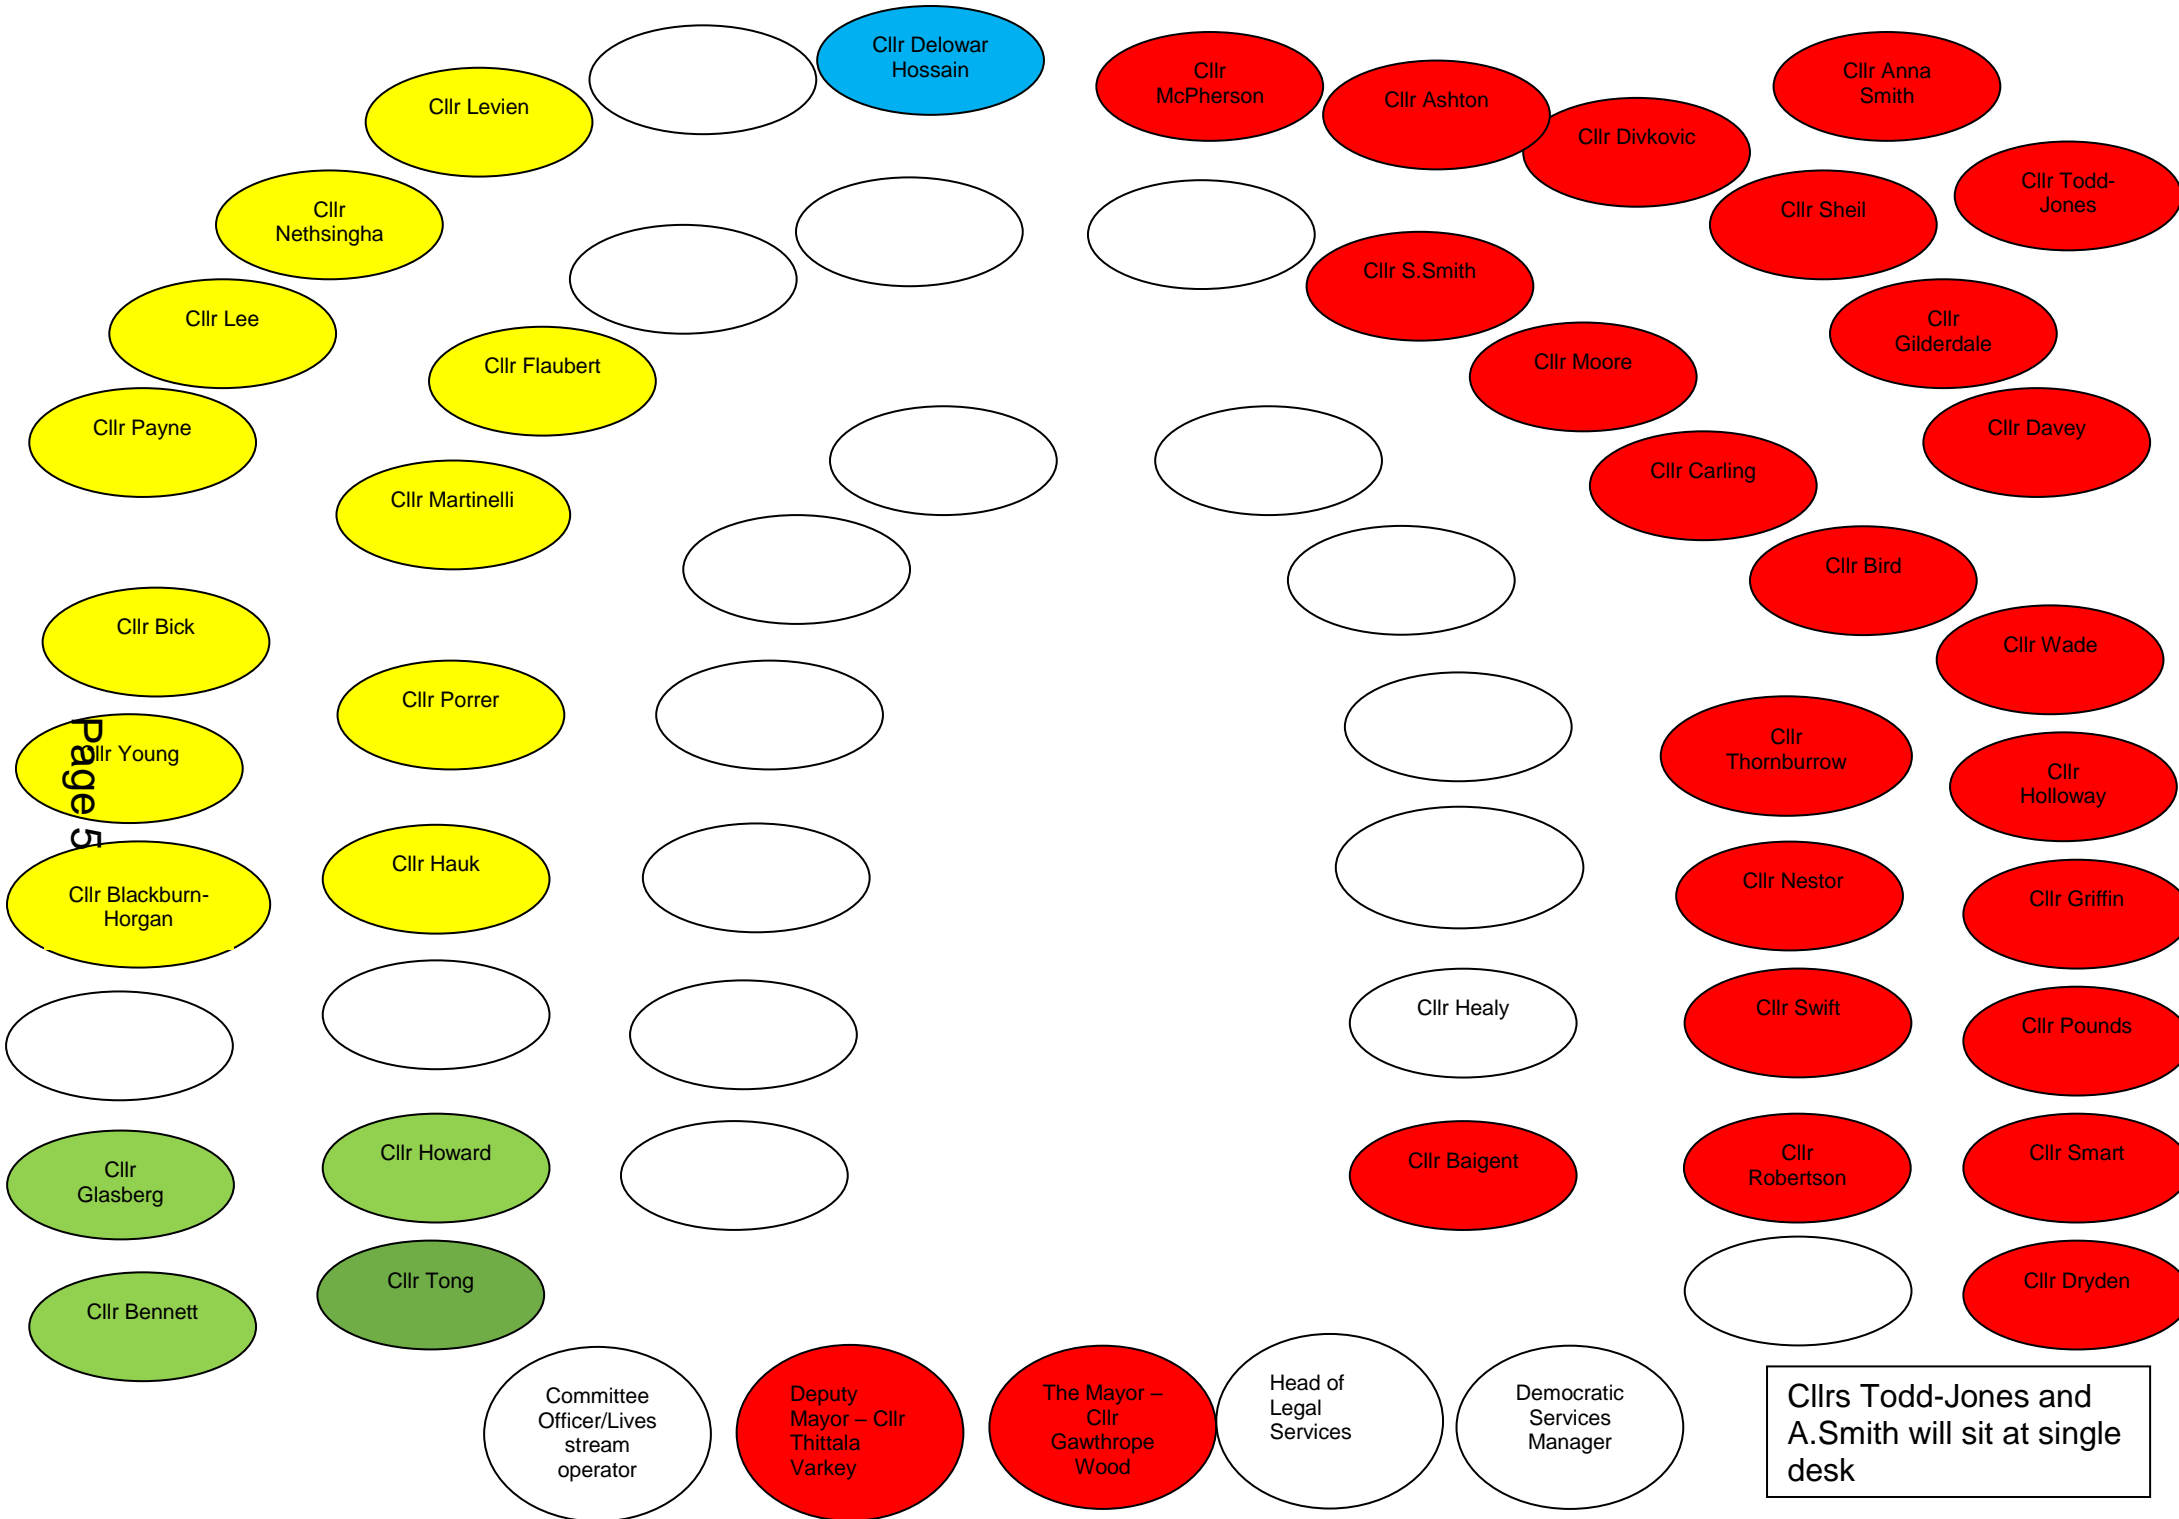 Cllr Delowar
Hossain
Cllr
McPherson
Cllr Ashton
Cllr Anna
Smith
Cllr Levien
Cllr Divkovic
Cllr Todd-
Jones
Cllr
Nethsingha
Cllr Sheil
Cllr S.Smith
Cllr Lee
Cllr
Gilderdale
Cllr Flaubert
Cllr Moore
Cllr Payne
Cllr Davey
Cllr Martinelli
Cllr Carling
Cllr Bird
Cllr Bick
Cllr Wade
Cllr Porrer
Cllr
Thornburrow
Page 5
Cllr Young
Cllr
Holloway
Cllr Hauk
Cllr Nestor
Cllr Griffin
Cllr Blackburn-
Horgan
Cllr Healy
Cllr Swift
Cllr Pounds
Cllr
Glasberg
Cllr Howard
Cllr Baigent
Cllr
Robertson
Cllr Smart
Cllr Bennett
Cllr Tong
Cllr Dryden
Committee
Officer/Lives
stream
operator
Deputy
Mayor – Cllr
Thittala
Varkey
The Mayor –
Cllr
Gawthrope
Wood
Head of
Legal
Services
Democratic
Services
Manager
Cllrs Todd-Jones and
A.Smith will sit at single
desk